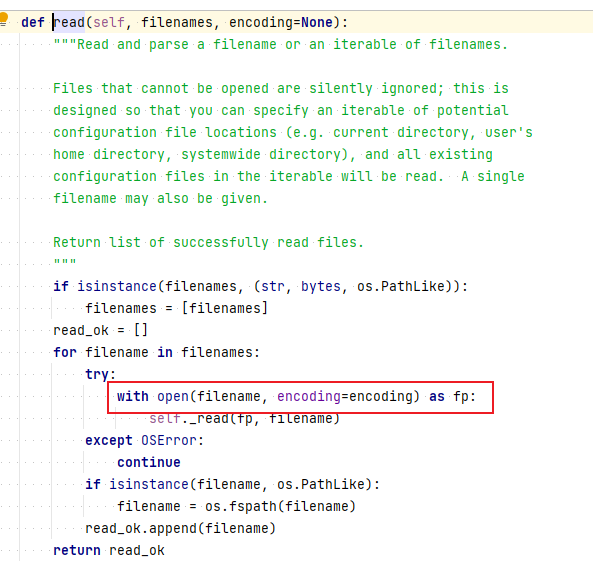 def read(self, filenames, encoding=None):
"""Read and parse a filename or an iterable of filenames.
Files that cannot be opened are silently ignored; this is
designed so that you can specify an iterable of potential
configuration file locations (e.g. current directory, user's
home directory, systemwide directory), and all existing
configuration files in the iterable will be read.  A single
filename may also be given.
Return list of successfully read files.
"""
if isinstance(filenames, (str, bytes, os.PathLike)):
filenames = [filenames]
read_ok = []
for filename in filenames:
try:
with open(filename, encoding=encoding) as fp:
self._read(fp, filename)
except OSError:
continue
if isinstance(filename, os.PathLike):
filename = os.fspath(filename)
read_ok.append(filename)
return read_ok